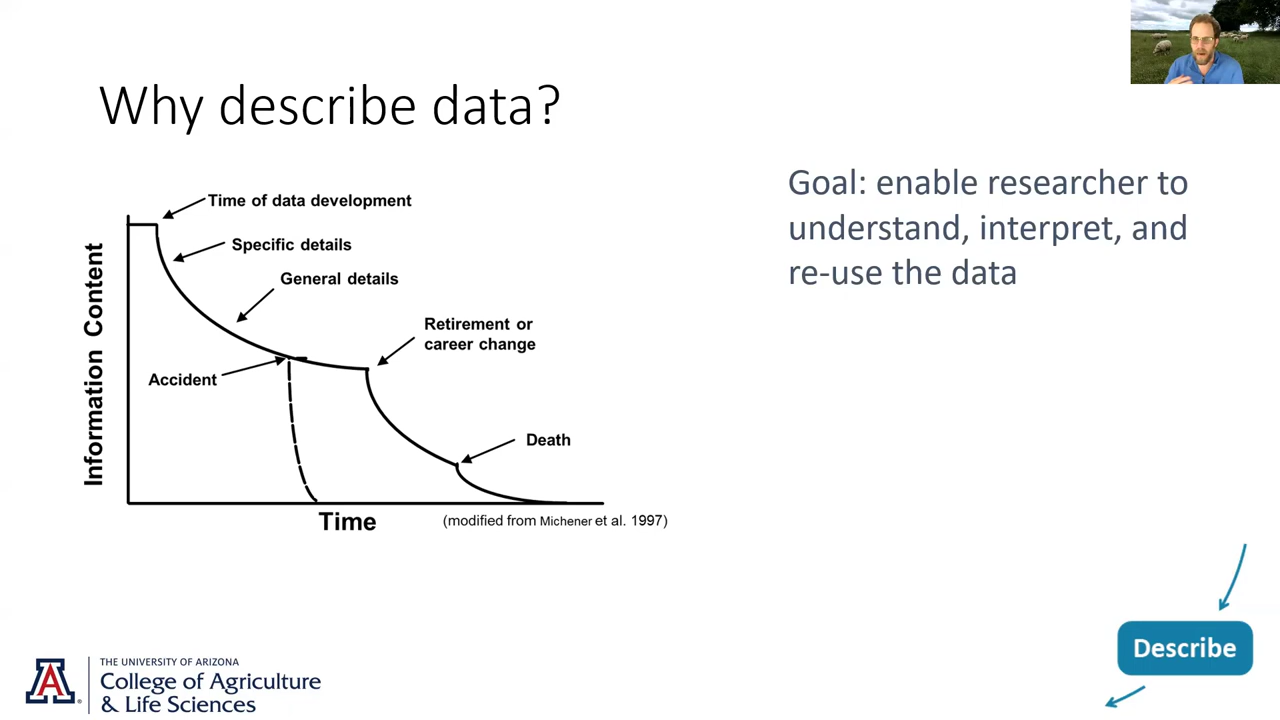 Why describe data?
Time of data development
Specific details
General details
Retirement or
career change
Accident
Death
Information Content
Time
(modified from Michener et al. 1997)
Goal: enable researcher to
understand, interpret, and
re-use the data
Describe
A
THE UNIVERSITY OF ARIZONA
College of Agriculture
& Life Sciences